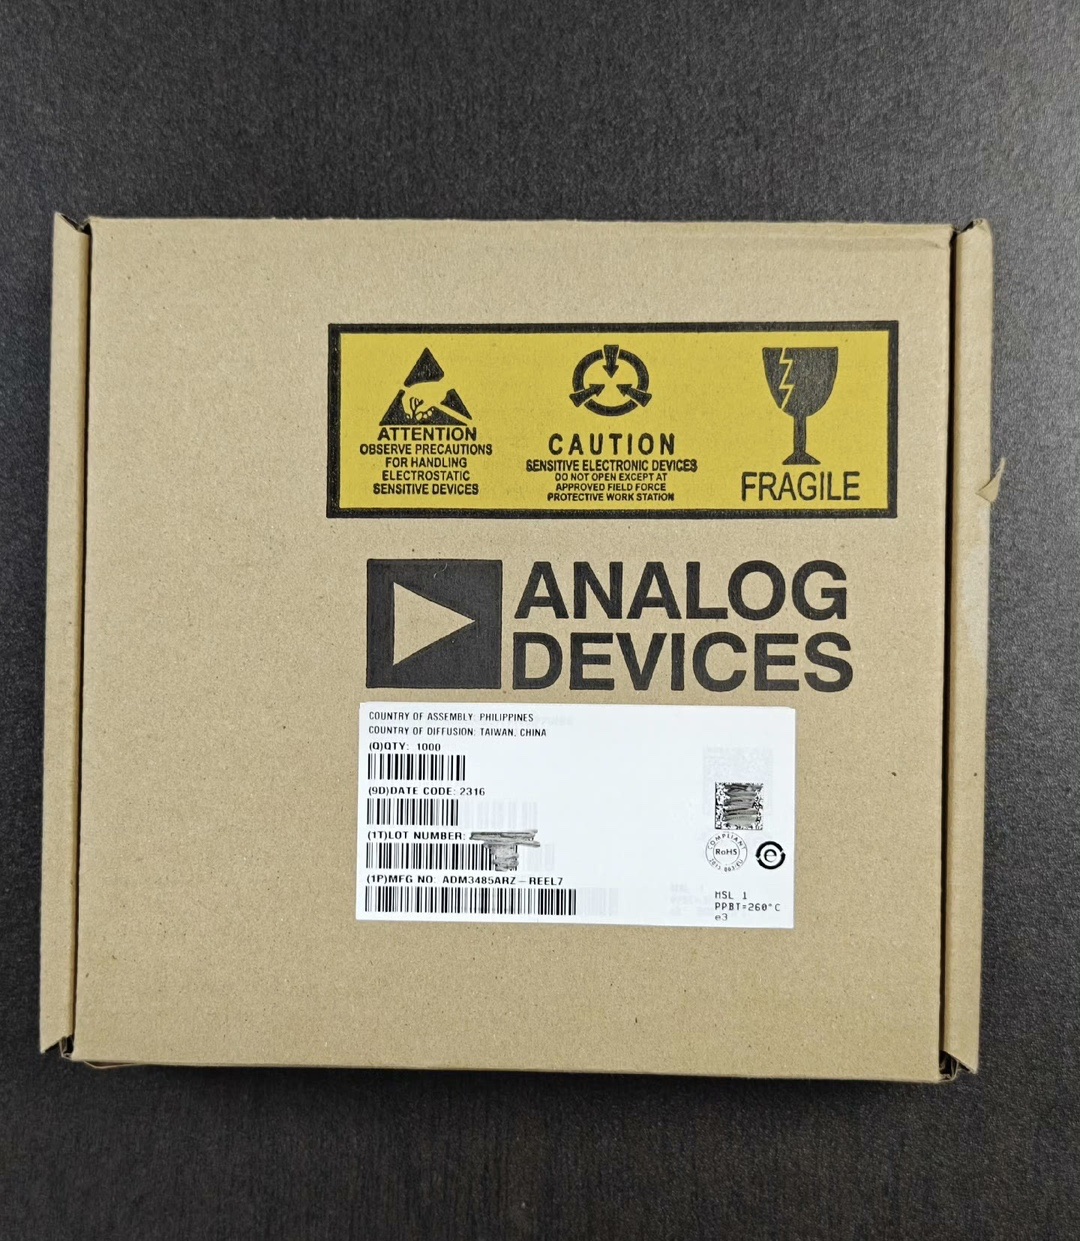 ATTENTION
OBSERVE PRECAUTIONS
FOR HANDLING
ELECTROSTATIC
SENSITIVE DEVICES
CAUTION
SENSITIVE ELECTRONIC DEVICES
DO NOT OPEN EXCEPT AT
APPROVED FIELD FORCE
PROTECTIVE WORK STATION
FRAGILE
ANALOG
DEVICES
COUNTRY OF ASSEMBLY: PHILIPPINES
COUNTRY OF DIFFUSION: TAIWAN, CHINA
(Q)QTY: 1000
(9D)DATE CODE: 2316
(1T)LOT NUMBER:
(1P)MFG NO: ADM3485ARZ-REEL7
COMPLIANT
RoHS
e
MSL 1
PPBT=260°C
e3